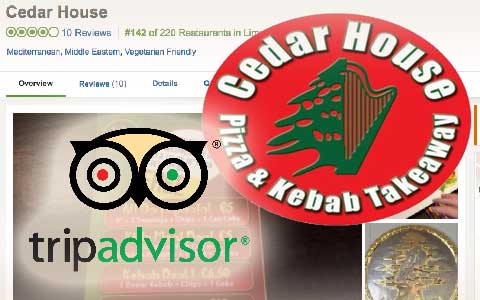 Cedar House
10 Reviews #142 of 220 Restaurants in Lim
Mediterranean, Middle Eastern, Vegetarian Friendly
Overview Reviews (10) Details
Cedar House
Pizza & Kebab Takeaway
tripadvisor®
Kebab Deal 1 €6.50